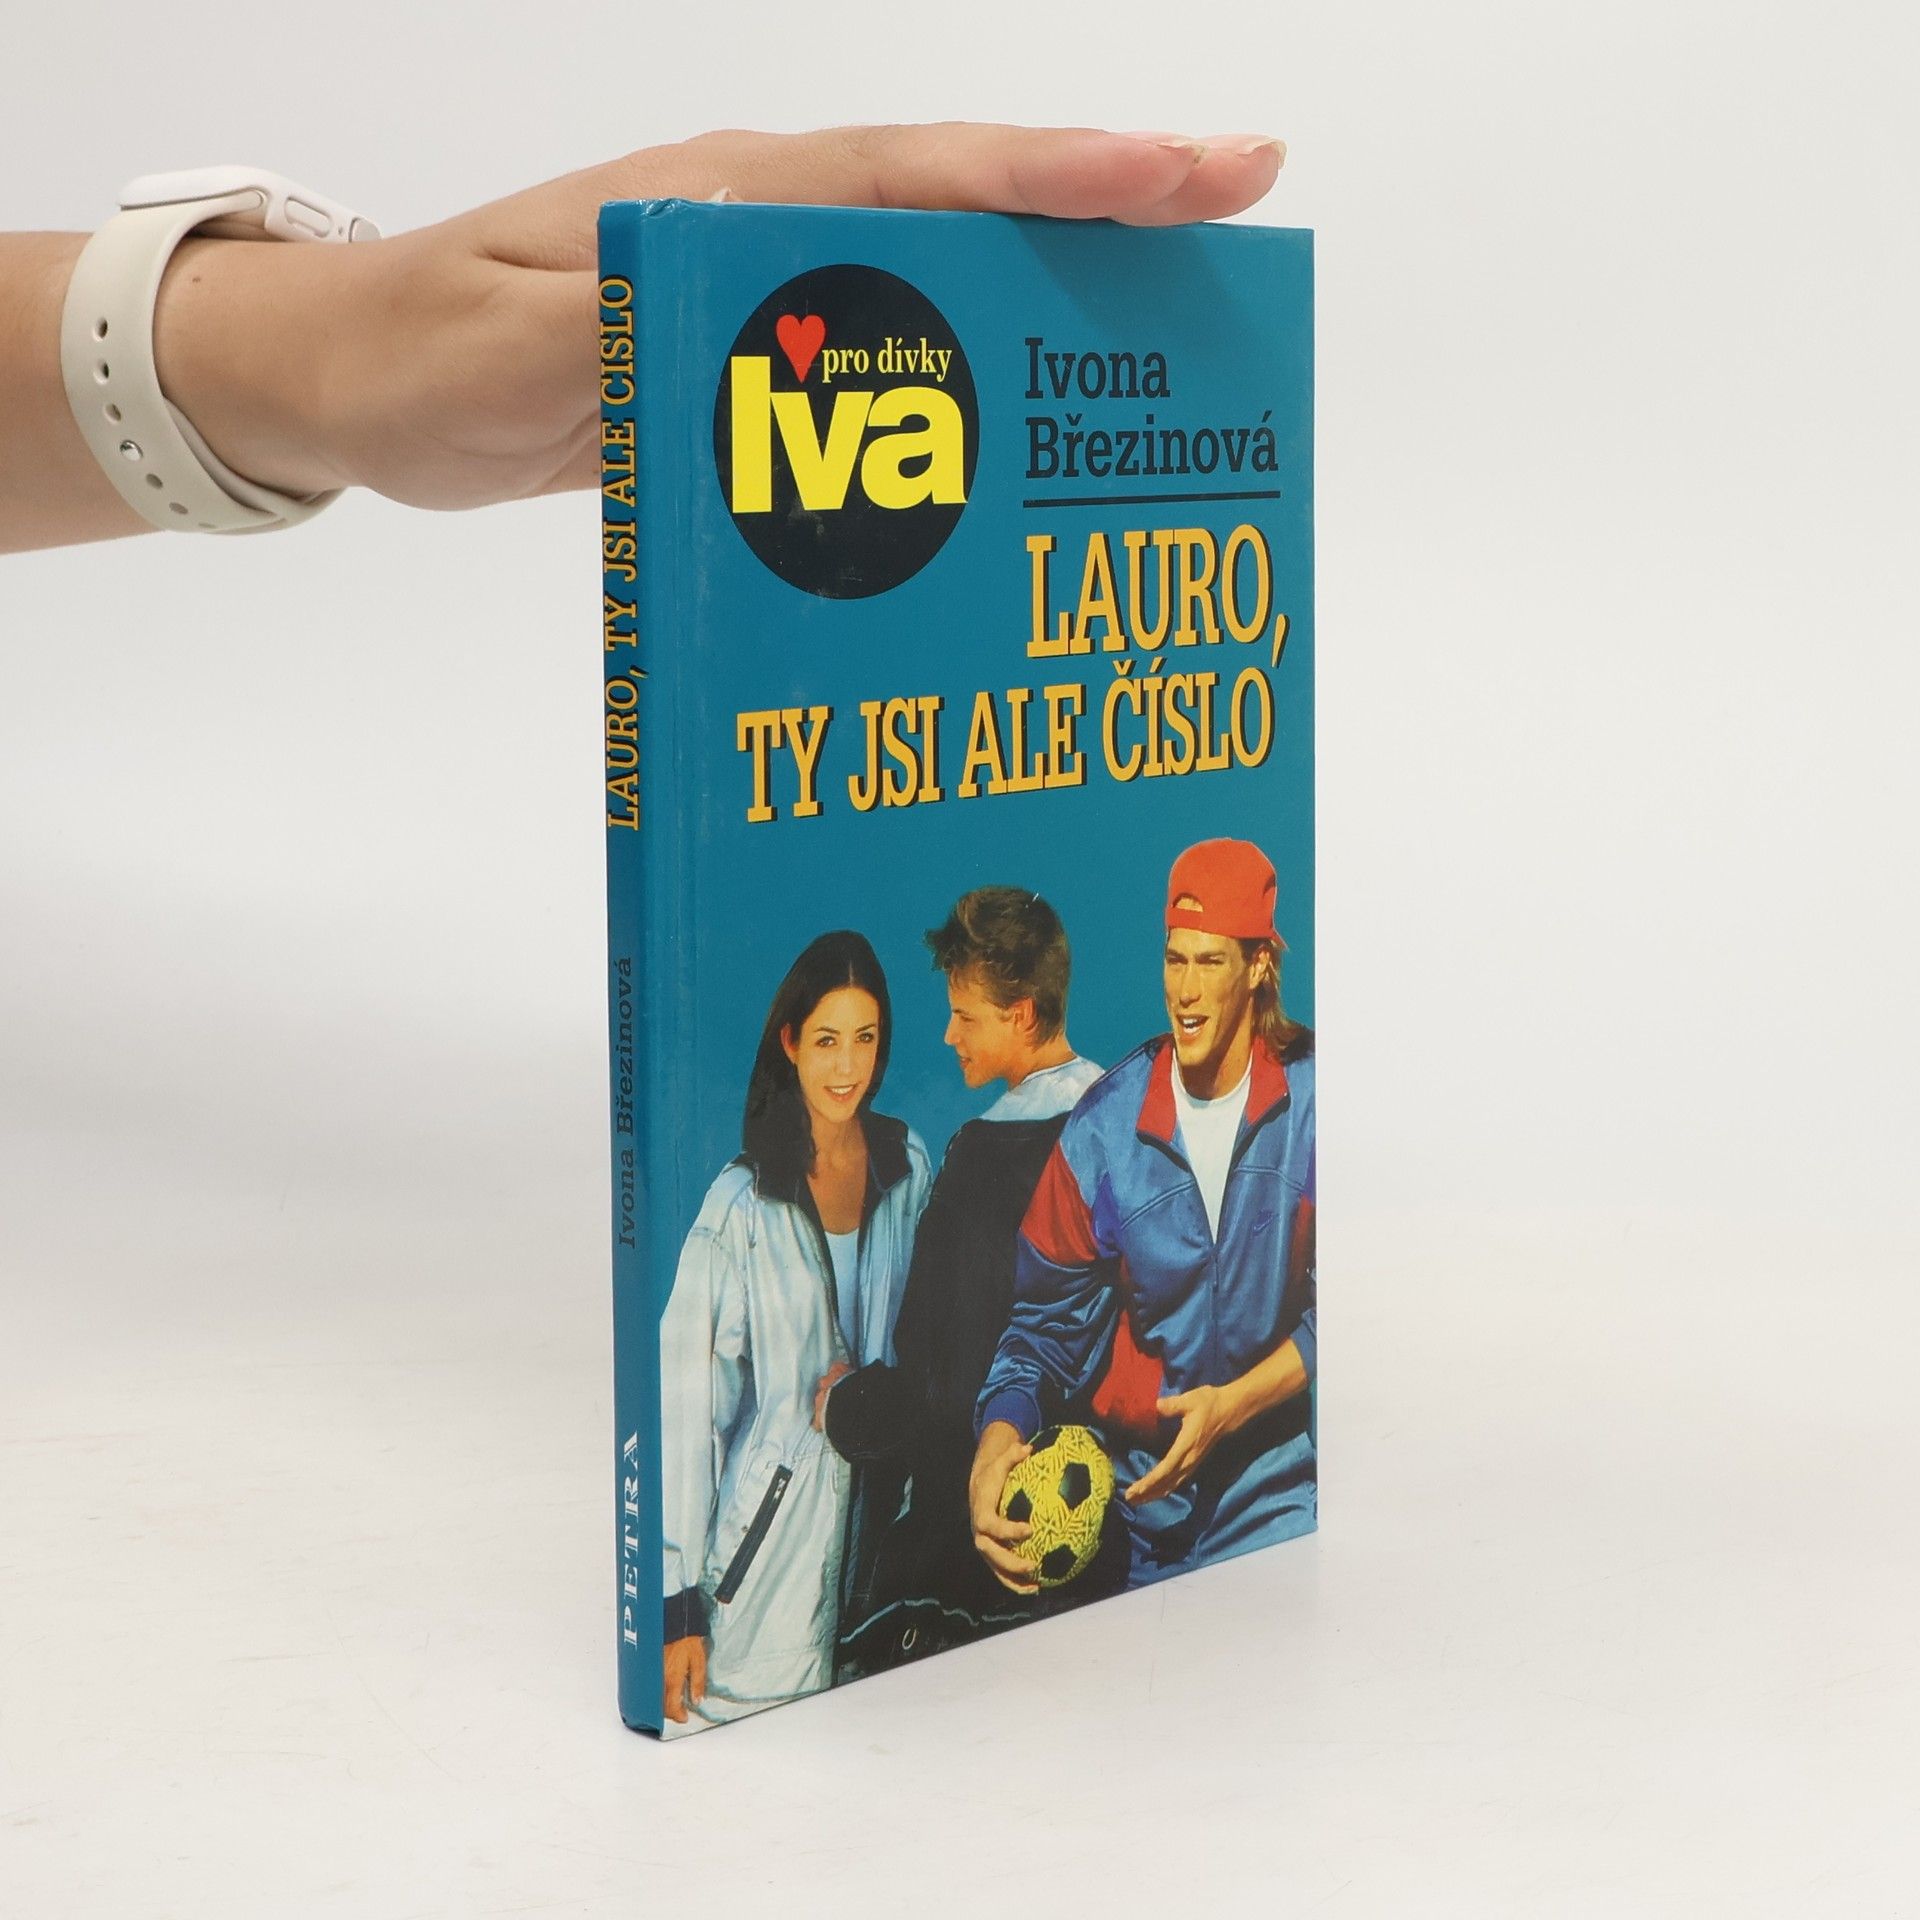 pro dívky
Iva
Ivona
Březinová
LAURO,
TY JSI ALE ČÍSLO
LAURO, TY JSI ALE ČÍSLO
Ivona Březinová
PETRA